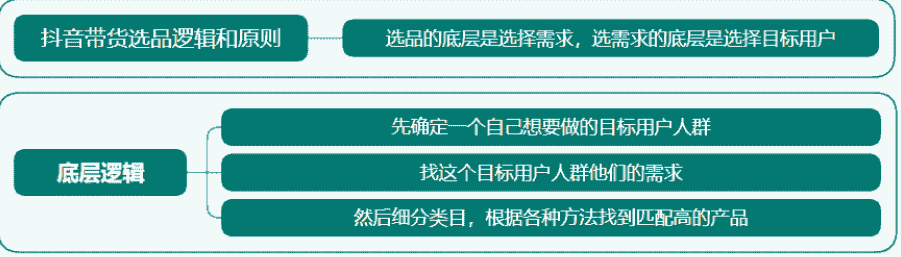 抖音带货选品逻辑和原则
选品的底层是选择需求，选需求的底层是选择目标用户
底层逻辑
先确定一个自己想要做的目标用户人群
找这个目标用户人群他们的需求
然后细分类目，根据各种方法找到匹配高的产品